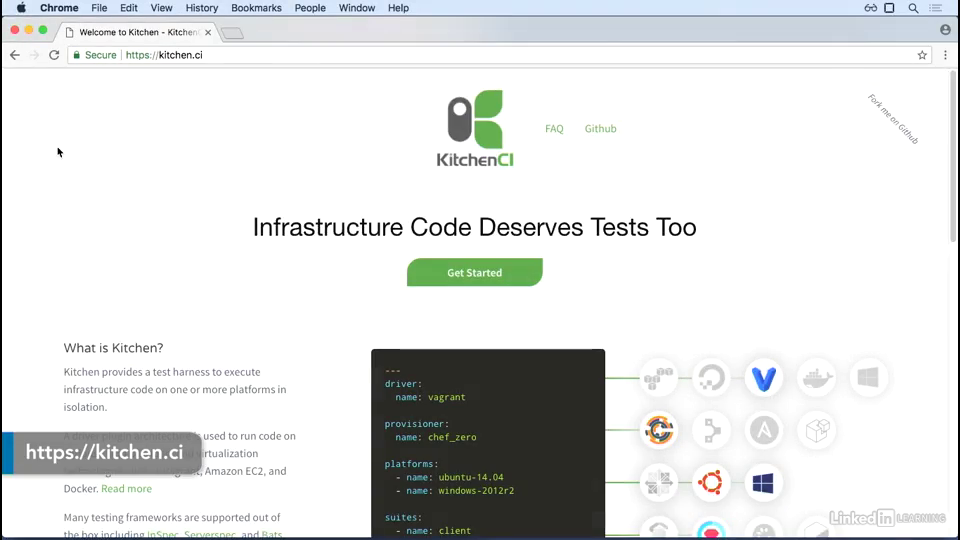 Chrome File Edit View History Bookmarks People Window Help
Welcome to Kitchen - Kitchen
Secure https://kitchen.ci
KitchenCI
FAQ Github
Fork me on Github
Infrastructure Code Deserves Tests Too
Get Started
What is Kitchen?
Kitchen provides a test harness to execute
infrastructure code on one or more platforms in
isolation.
A driver plugin architecture is used to run code on
virtualization
Amazon EC2, and
Docker. Read more
Many testing frameworks are supported out of
the box including InSpec, Serverspec, and Bats
https://kitchen.ci
---
driver:
name: vagrant
provisioner:
name: chef_zero
platforms:
- name: ubuntu-14.04
- name: windows-2012r2
suites:
- name: client
LinkedIn LEARNING